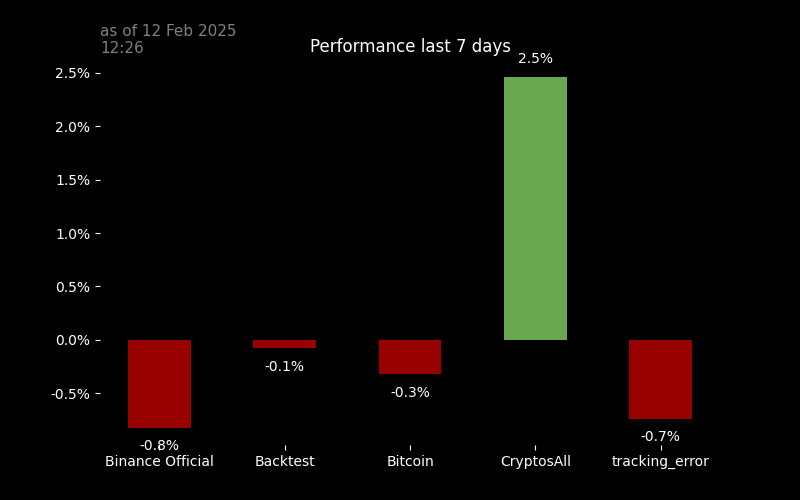 as of 12 Feb 2025
12:26
Performance last 7 days
2.5%
2.5%
2.0%
1.5%
1.0%
0.5%
0.0%
-0.5%
-0.1%
-0.3%
-0.8%
-0.7%
Binance Official
Backtest
Bitcoin
CryptosAll
tracking_error